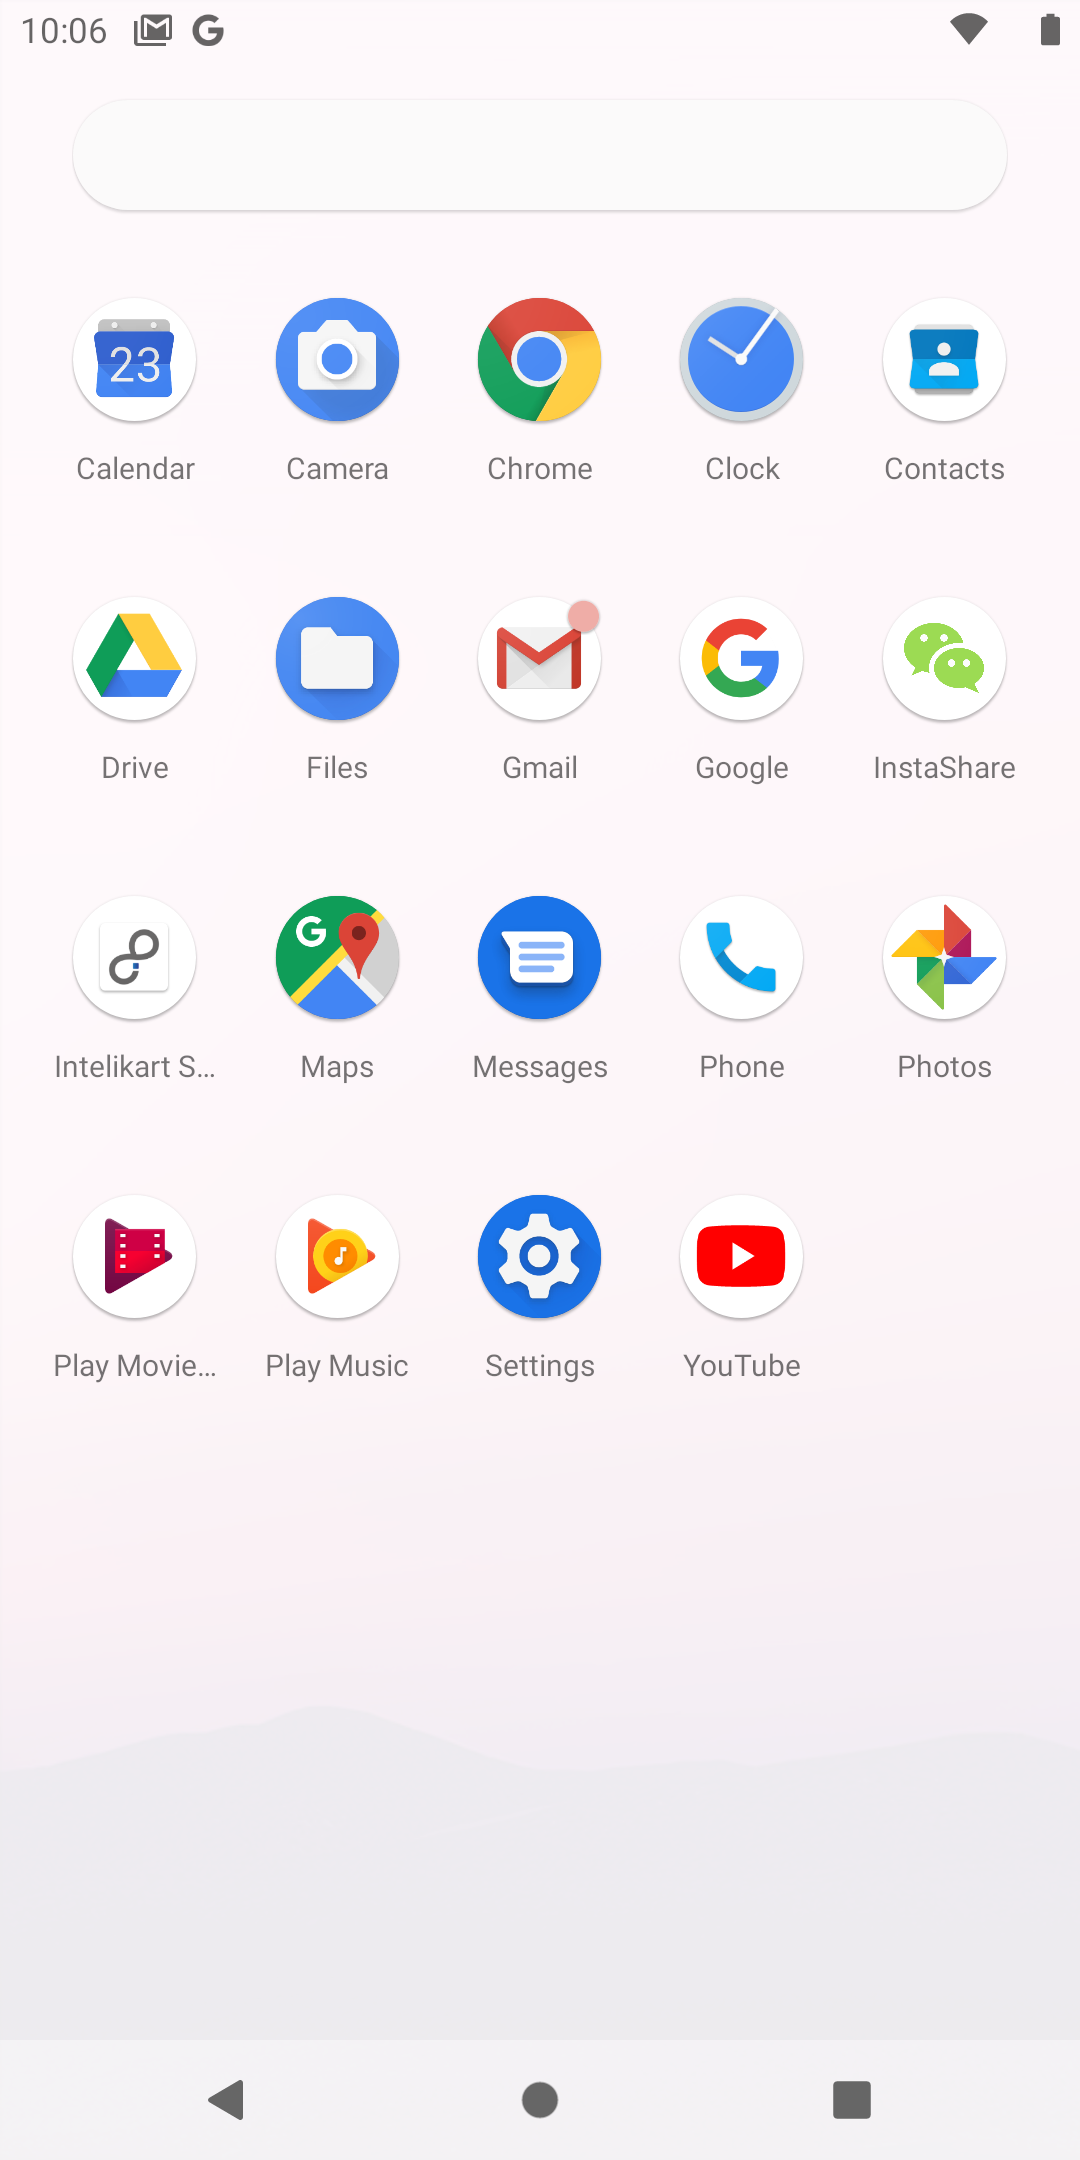 10:06
23
Calendar Camera Chrome Clock Contacts
Drive Files Gmail Google InstaShare
Intelikart S... Maps Messages Phone Photos
Play Movie... Play Music Settings YouTube